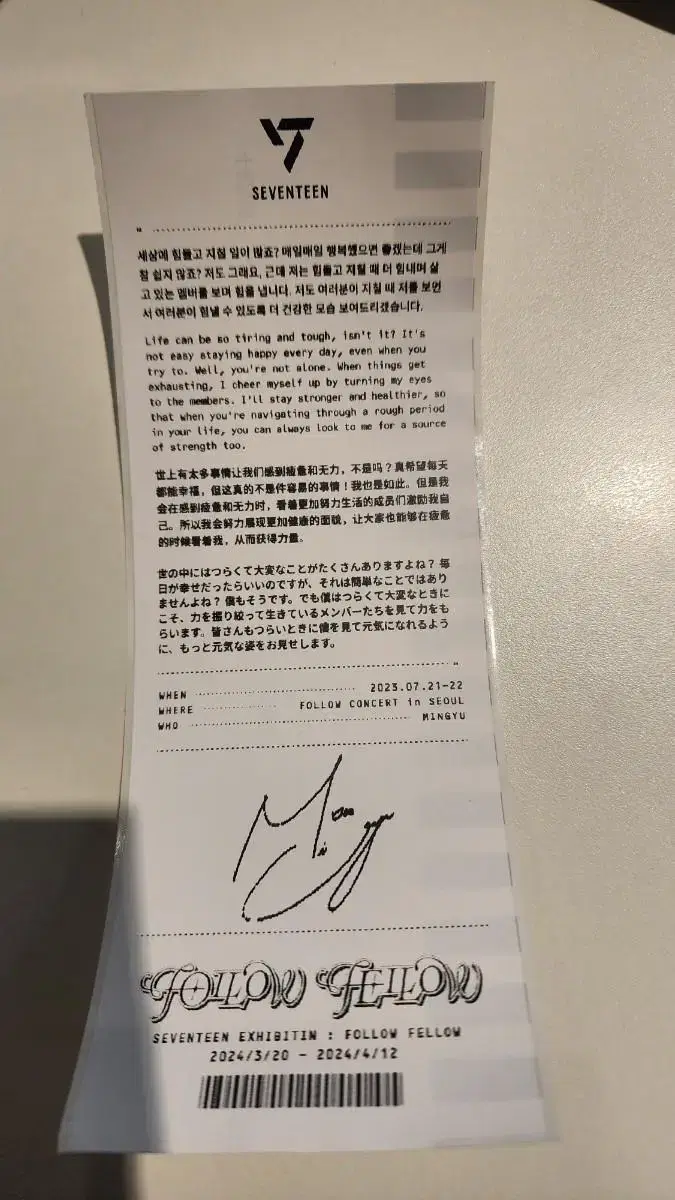 SEVENTEEN
"
세상에 힘들고 지칠 일이 많죠? 매일매일 행복했으면 좋겠는데 그게
참 쉽지 않죠? 저도 그래요, 근데 저는 힘들고 지칠 때 더 힘내며 살
고 있는 멤버를 보며 힘을 냅니다. 저도 여러분이 지칠 때 저를 보면
서 여러분이 힘낼 수 있도록 더 건강한 모습 보여드리겠습니다.
Life can be so tiring and tough, isn't it? It's
not easy staying happy every day, even when you
try to. Well, you're not alone. When things get
exhausting, I cheer myself up by turning my eyes
to the members. I'll stay stronger and healthier, so
that when you're navigating through a rough period
in your life, you can always look to me for a source
of strength too.
世上有太多事情让我们感到疲惫和无力，不是吗？真希望每天
都能幸福，但这真的不是件容易的事情！我也是如此。但是我
会在感到疲惫和无力时，看着更加努力生活的成员们激励我自
己。所以我会努力展现更加健康的面貌，让大家也能够在疲惫
的时候看着我，从而获得力量。
世の中にはつらくて大変なことがたくさんありますよね？毎
日が幸せだったらいいのですが、それは簡単なことではあり
ませんよね？僕もそうです。でも僕はつらくて大変なときに
こそ、力を振り絞って生きているメンバーたちを見て力をも
らいます。皆さんもつらいときに僕を見て元気になれるよう
に、もっと元気な姿をお見せします。
"
WHEN 2023.07.21-22
WHERE FOLLOW CONCERT in SEOUL
WHO MINGYU
Min gyu
FOLLOW FELLOW
SEVENTEEN EXHIBITIN : FOLLOW FELLOW
2024/3/20 - 2024/4/12